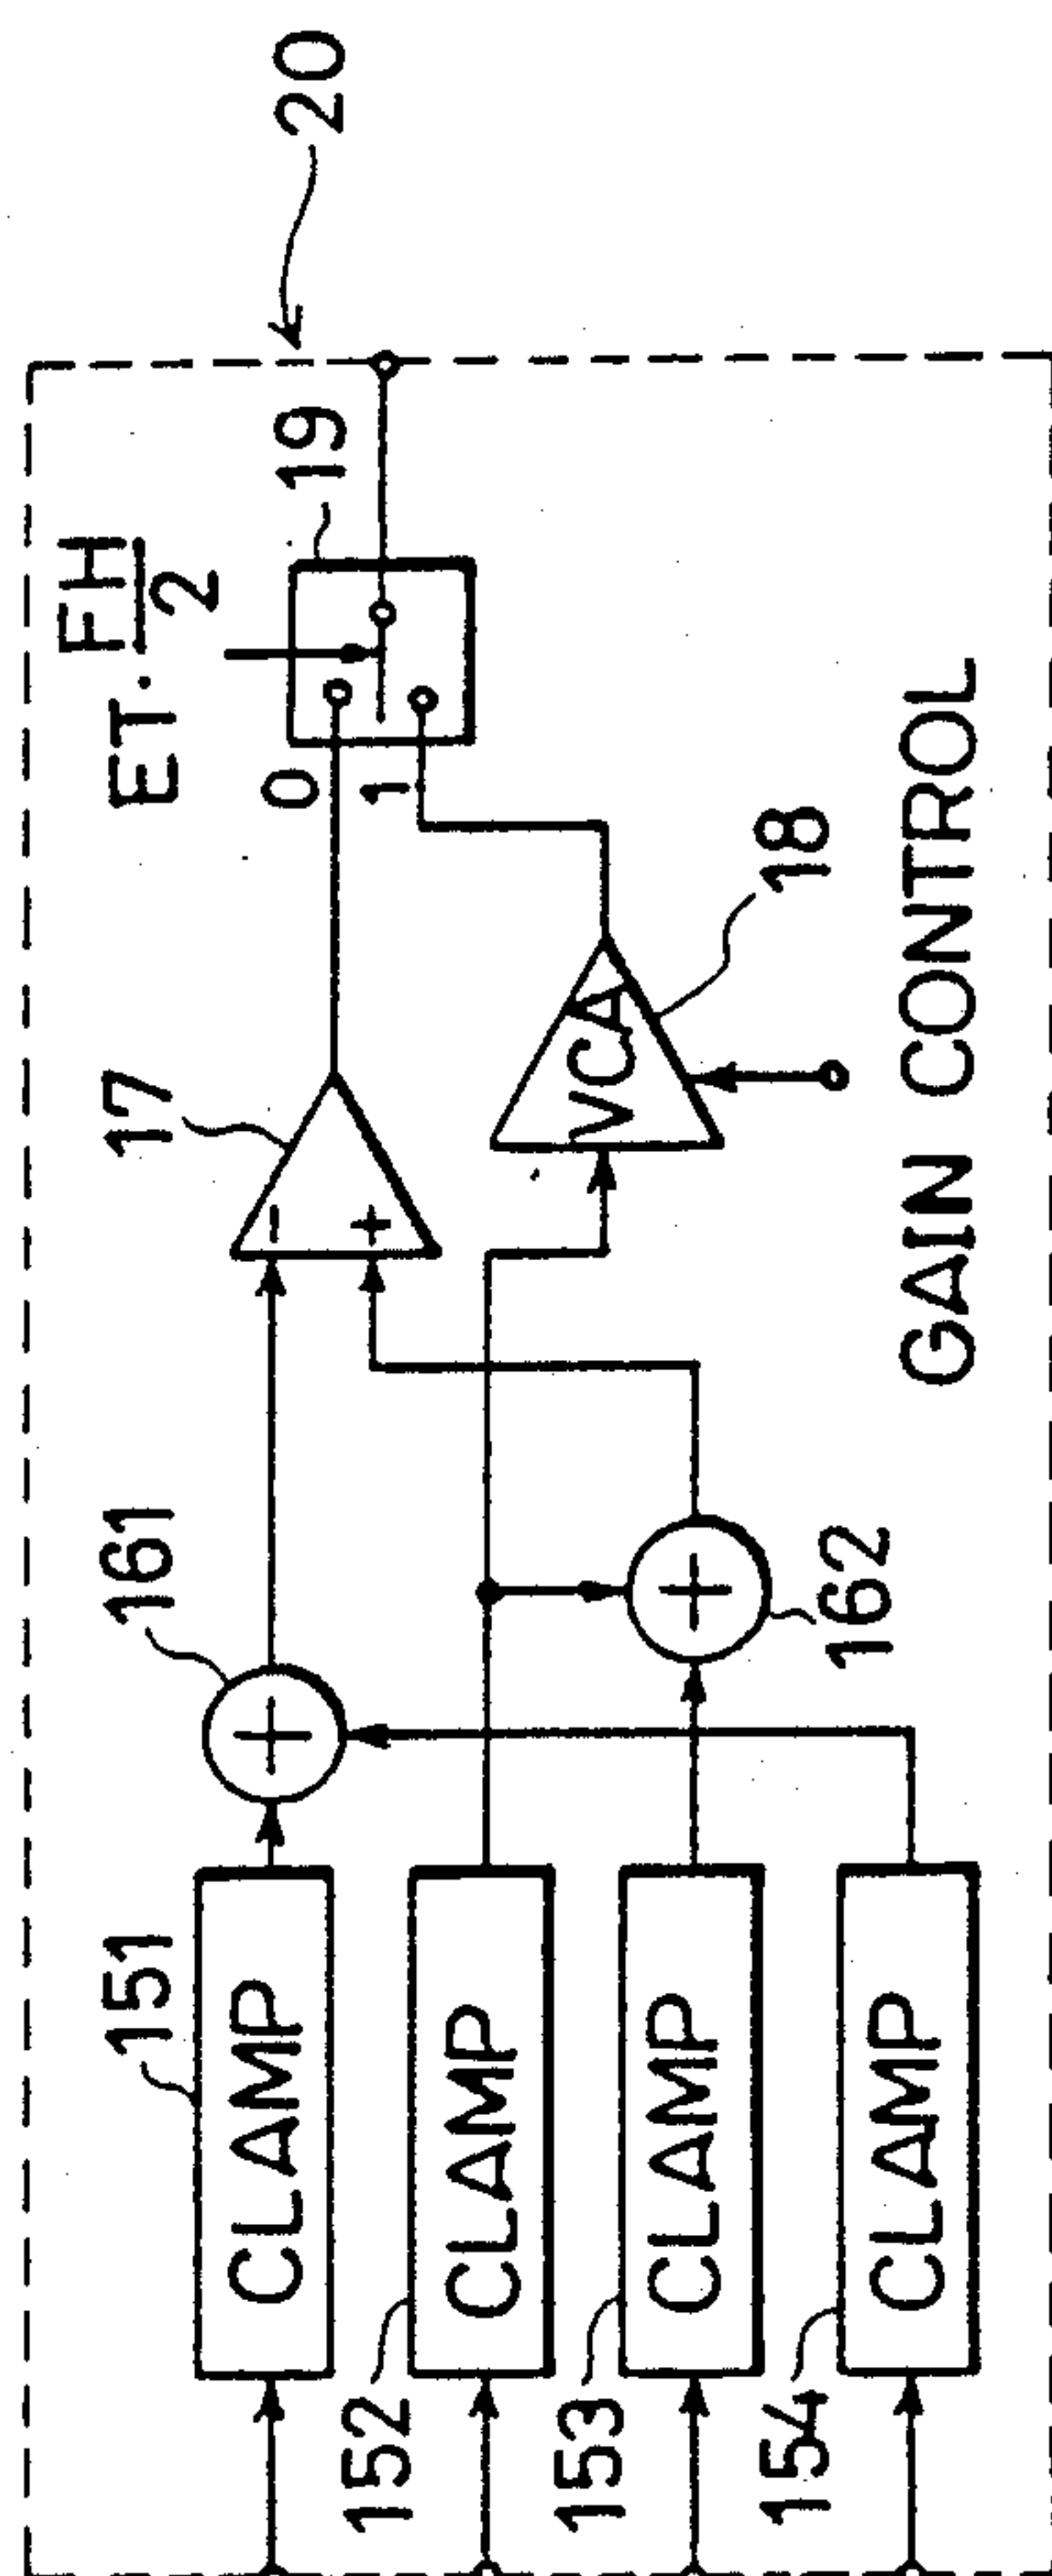 20
FH
2
ET.
19
0
1
17
-
+
VCA
18
GAIN CONTROL
161
+
+
162
151
CLAMP
152
CLAMP
153
CLAMP
154
CLAMP